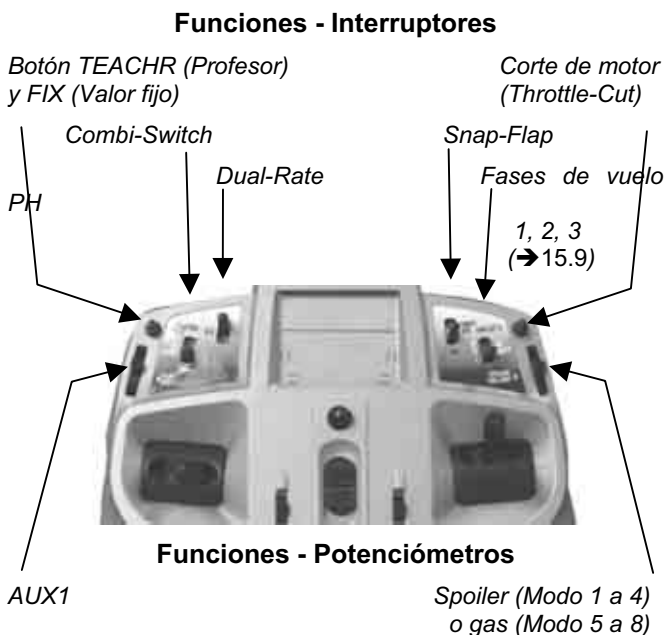 Funciones - Interruptores
Botón TEACHR (Profesor)
y FIX (Valor fijo)
Corte de motor
(Throttle-Cut)
Combi-Switch
Snap-Flap
Dual-Rate
Fases de vuelo
PH
1, 2, 3
(➔15.9)
Funciones - Potenciómetros
AUX1
Spoiler (Modo 1 a 4)
o gas (Modo 5 a 8)